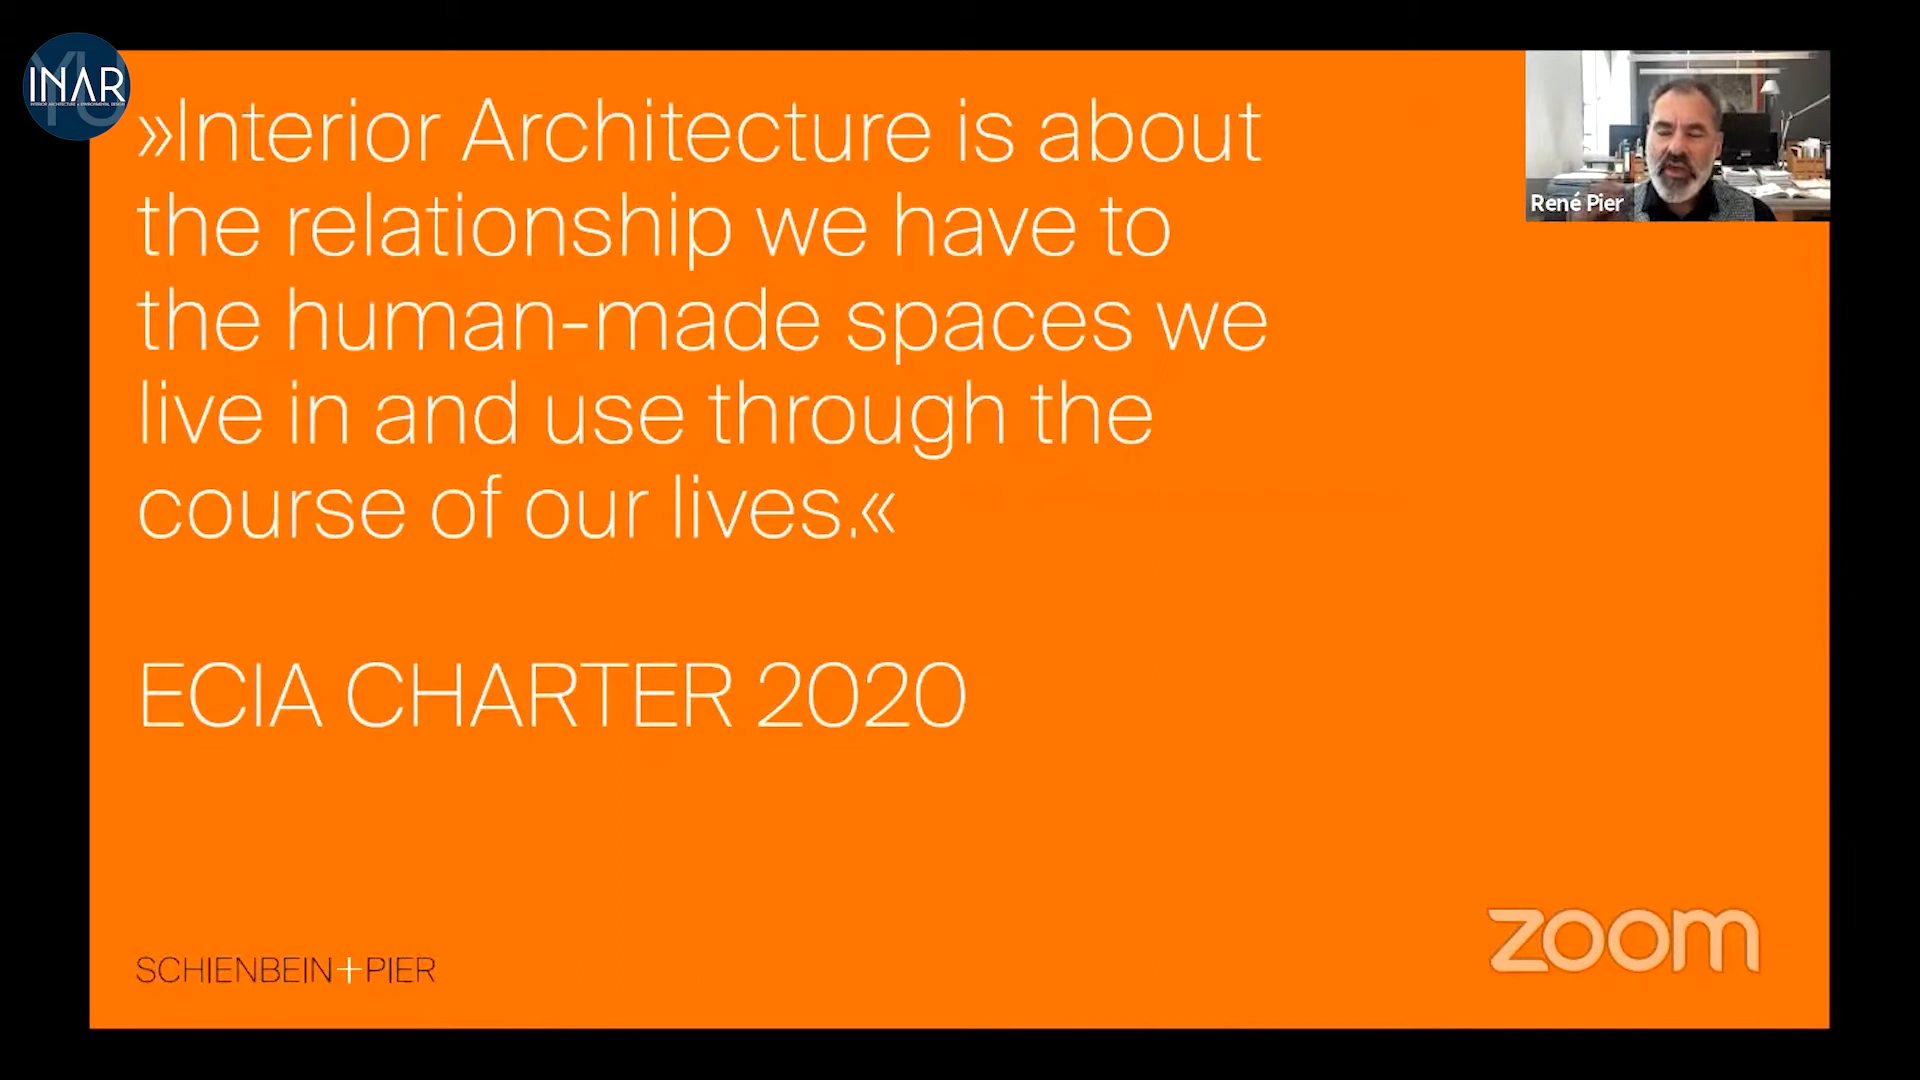 INAR
»Interior Architecture is about
the relationship we have to
the human-made spaces we
live in and use through the
course of our lives.«
ECIA CHARTER 2020
SCHIENBEIN+PIER
René Pier
zoom